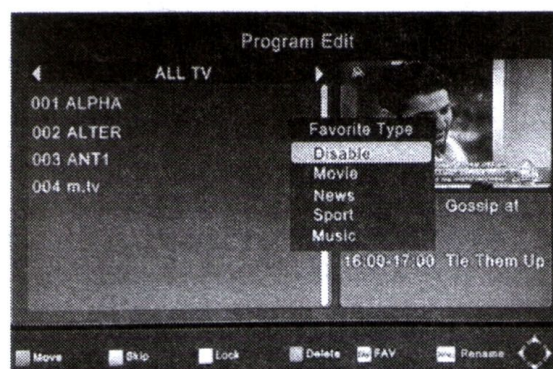 Program Edit
ALL TV
001 ALPHA
002 ALTER
003 ANT1
004 m.tv
Favorite Type
Disable
Movie
News
Sport
Music
Gossip at
16:00-17:00 Tie Them Up
Move Skip Lock Delete FAV Rename